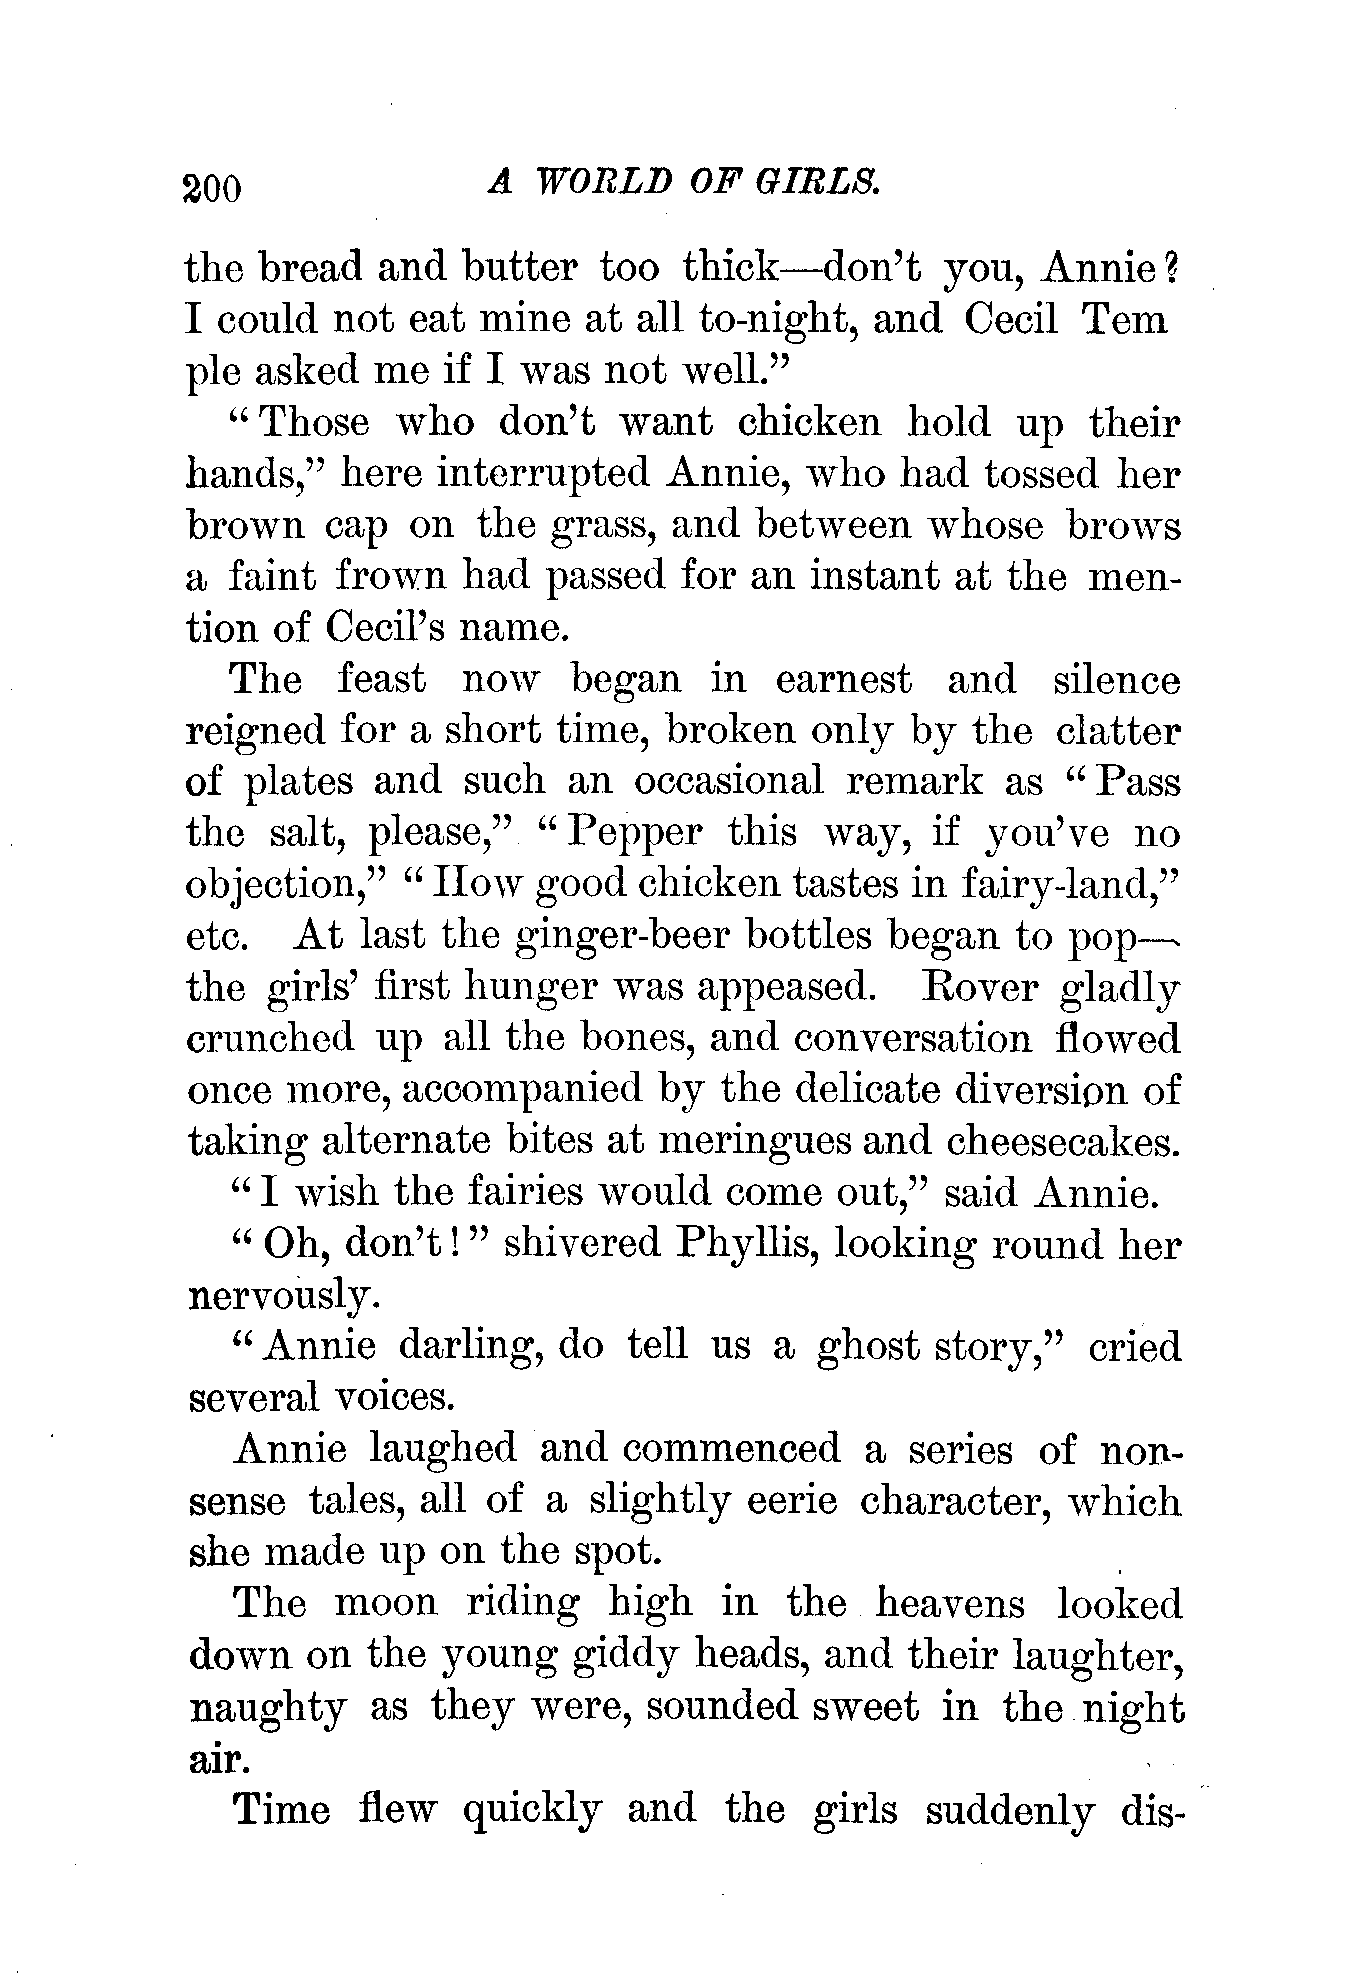 200 A WORLD OF GIRLS.
the bread and butter too thick—don't you, Annie?
I could not eat mine at all to-night, and Cecil Tem
ple asked me if I was not well."
"Those who don't want chicken hold up their
hands," here interrupted Annie, who had tossed her
brown cap on the grass, and between whose brows
a faint frown had passed for an instant at the men-
tion of Cecil's name.
The feast now began in earnest and silence
reigned for a short time, broken only by the clatter
of plates and such an occasional remark as "Pass
the salt, please," "Pepper this way, if you've no
objection," "How good chicken tastes in fairy-land,"
etc. At last the ginger-beer bottles began to pop—
the girls' first hunger was appeased. Rover gladly
crunched up all the bones, and conversation flowed
once more, accompanied by the delicate diversion of
taking alternate bites at meringues and cheesecakes.
"I wish the fairies would come out," said Annie.
"Oh, don't!" shivered Phyllis, looking round her
nervously.
"Annie darling, do tell us a ghost story," cried
several voices.
Annie laughed and commenced a series of non-
sense tales, all of a slightly eerie character, which
she made up on the spot.
The moon riding high in the heavens looked
down on the young giddy heads, and their laughter,
naughty as they were, sounded sweet in the night
air.
Time flew quickly and the girls suddenly dis-